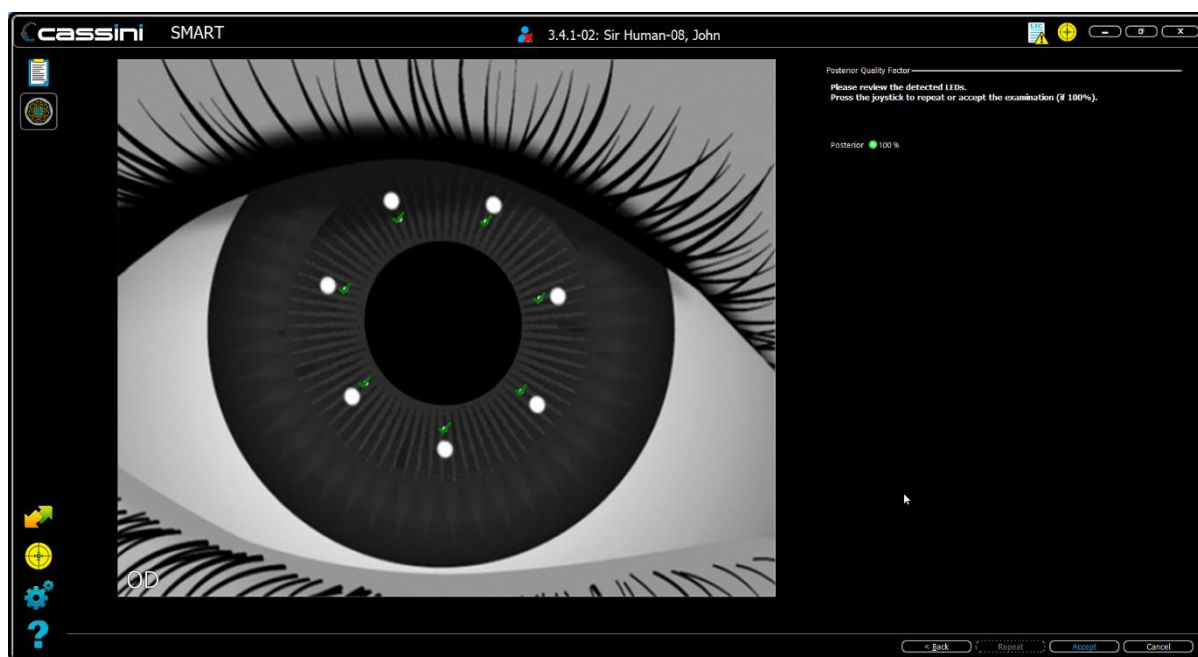 cassini SMART 3.4.1-02: Sir Human-08, John LIC
Posterior Quality Factor
Please review the detected LEDs.
Press the joystick to repeat or accept the examination (if 100%).
Posterior 100 %
OD
?
< Back Repeat Accept Cancel